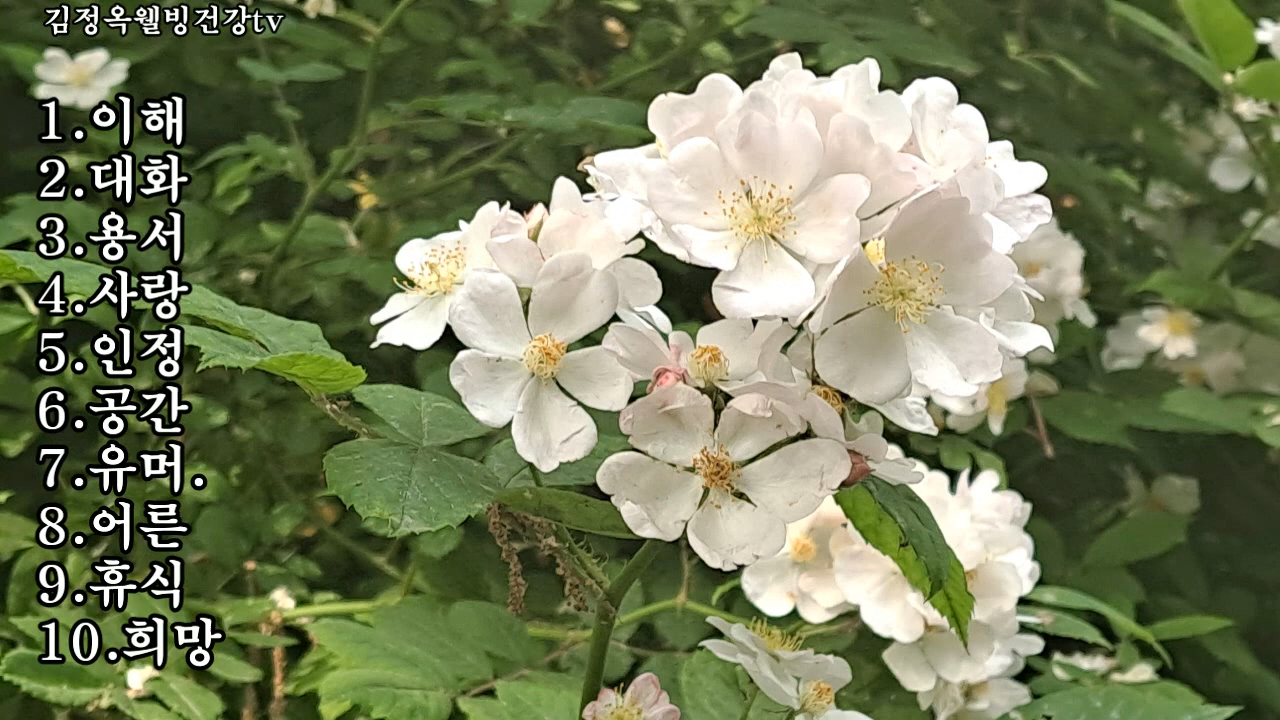 김정옥웰빙건강tv
1.이해
2.대화
3.용서
4.사랑
5.인정
6.공간
7.유머.
8.어른
9.휴식
10.희망